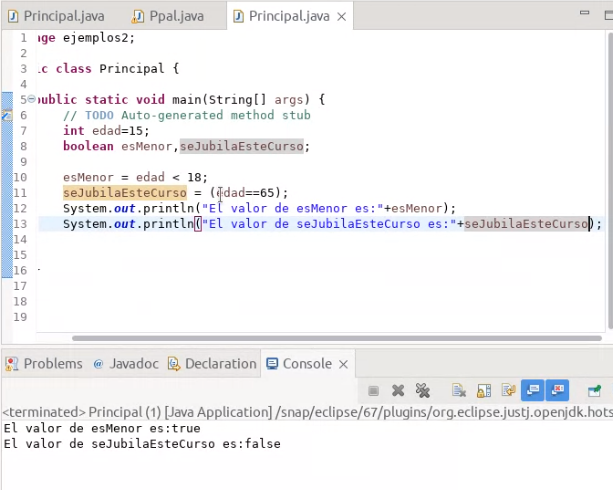 Principal.java
Ppal.java
Principal.java
1 age ejemplos2;
2
3 ic class Principal {
4
5 public static void main(String[] args) {
6 // TODO Auto-generated method stub
7 int edad=15;
8 boolean esMenor,seJubilaEsteCurso;
9
10 esMenor = edad < 18;
11 seJubilaEsteCurso = (edad==65);
12 System.out.println("El valor de esMenor es:"+esMenor);
13 System.out.println("El valor de seJubilaEsteCurso es:"+seJubilaEsteCurso);
14
15
16
17
18
19
Problems @ Javadoc Declaration Console
<terminated> Principal (1) [Java Application] /snap/eclipse/67/plugins/org.eclipse.justj.openjdk.hots
El valor de esMenor es:true
El valor de seJubilaEsteCurso es:false